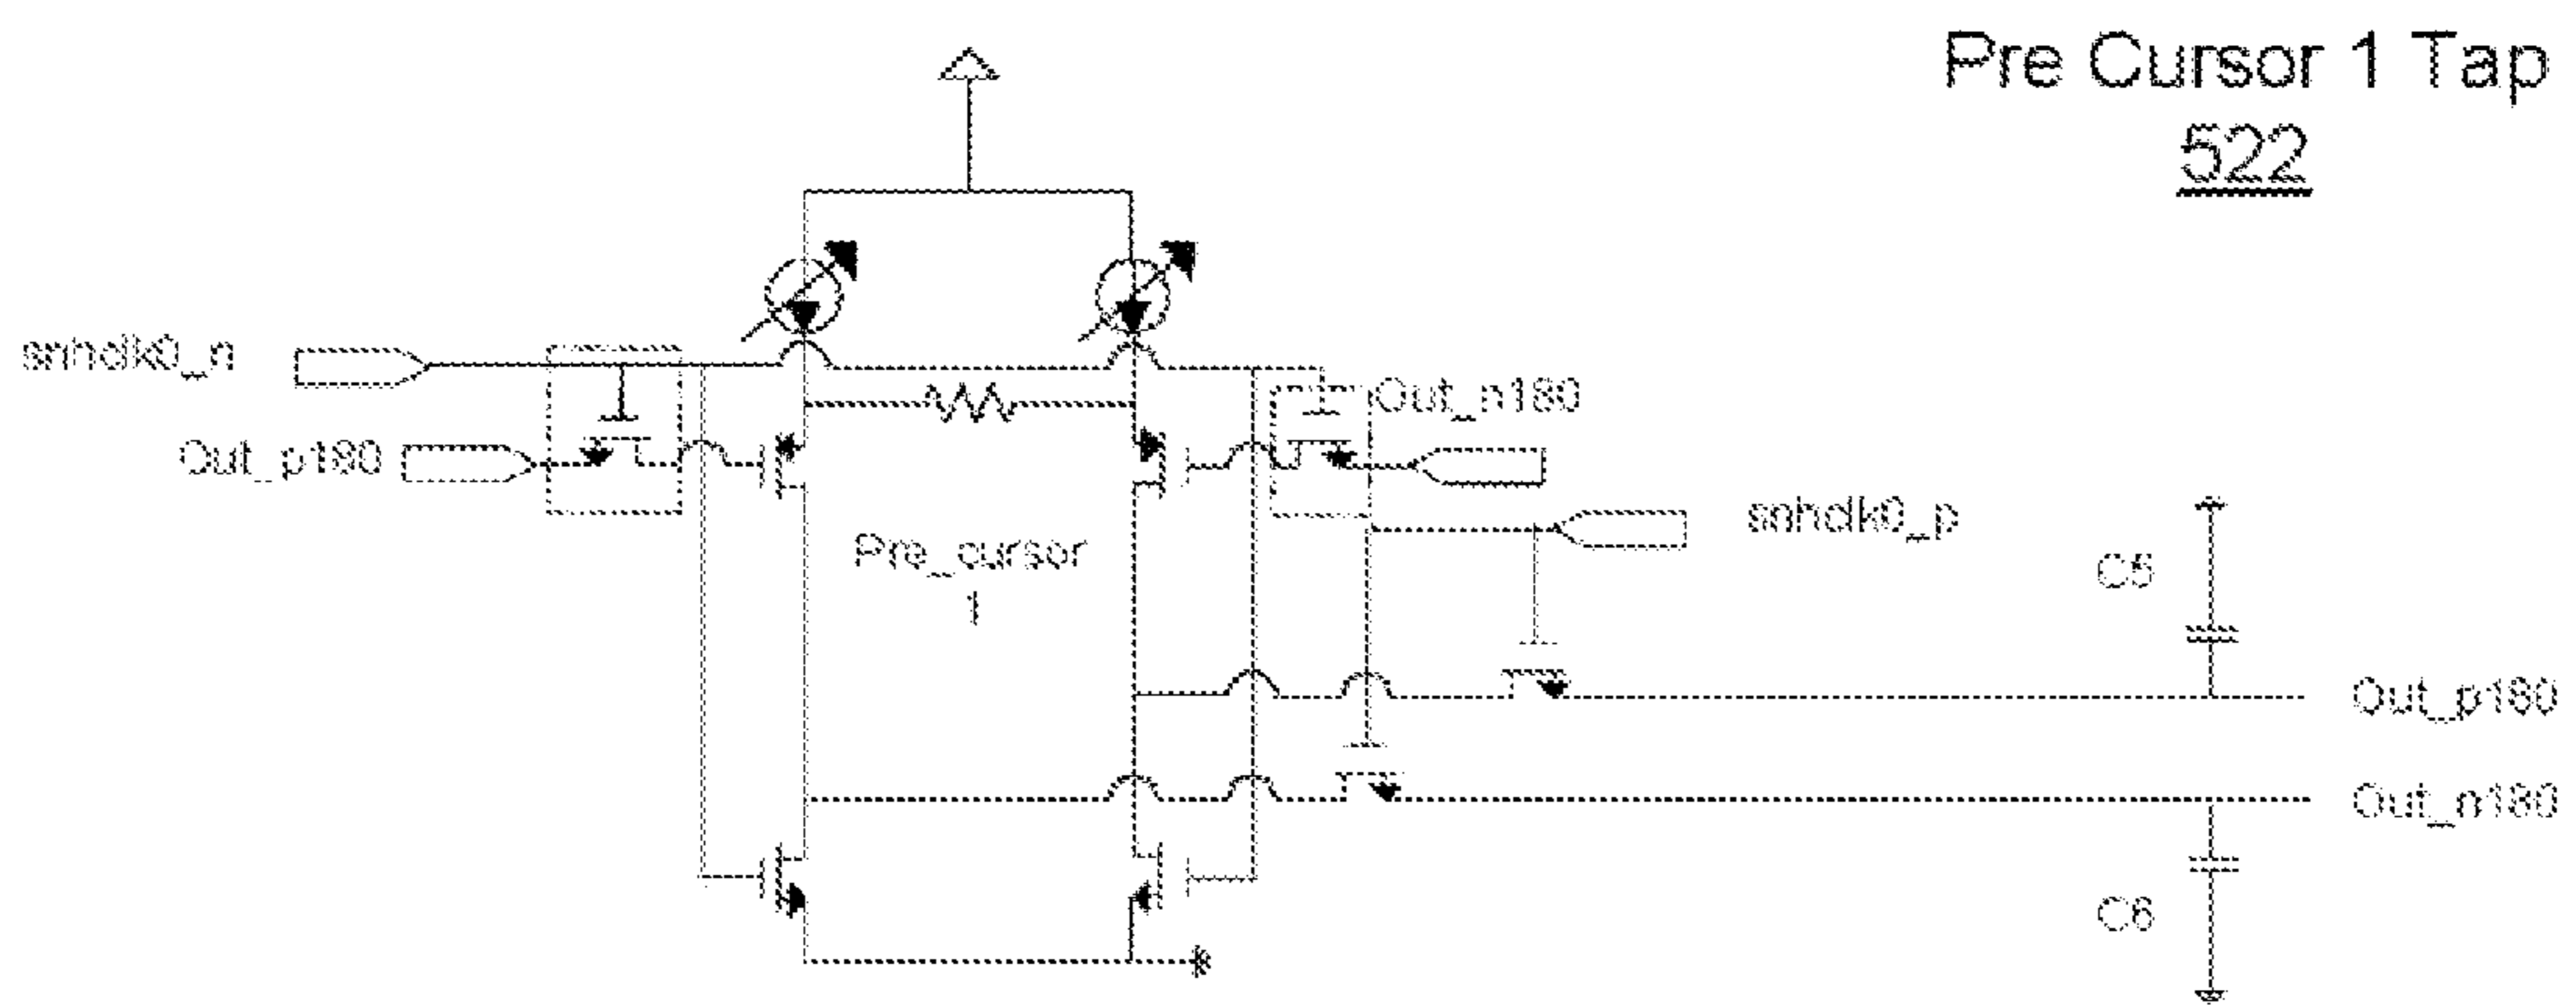 Pre Cursor 1 Tap
522
snhclk0_n
Out_n180
Out_p180
snhclk0_p
Pre_cursor
1
C5
Out_p180
Out_n180
C6